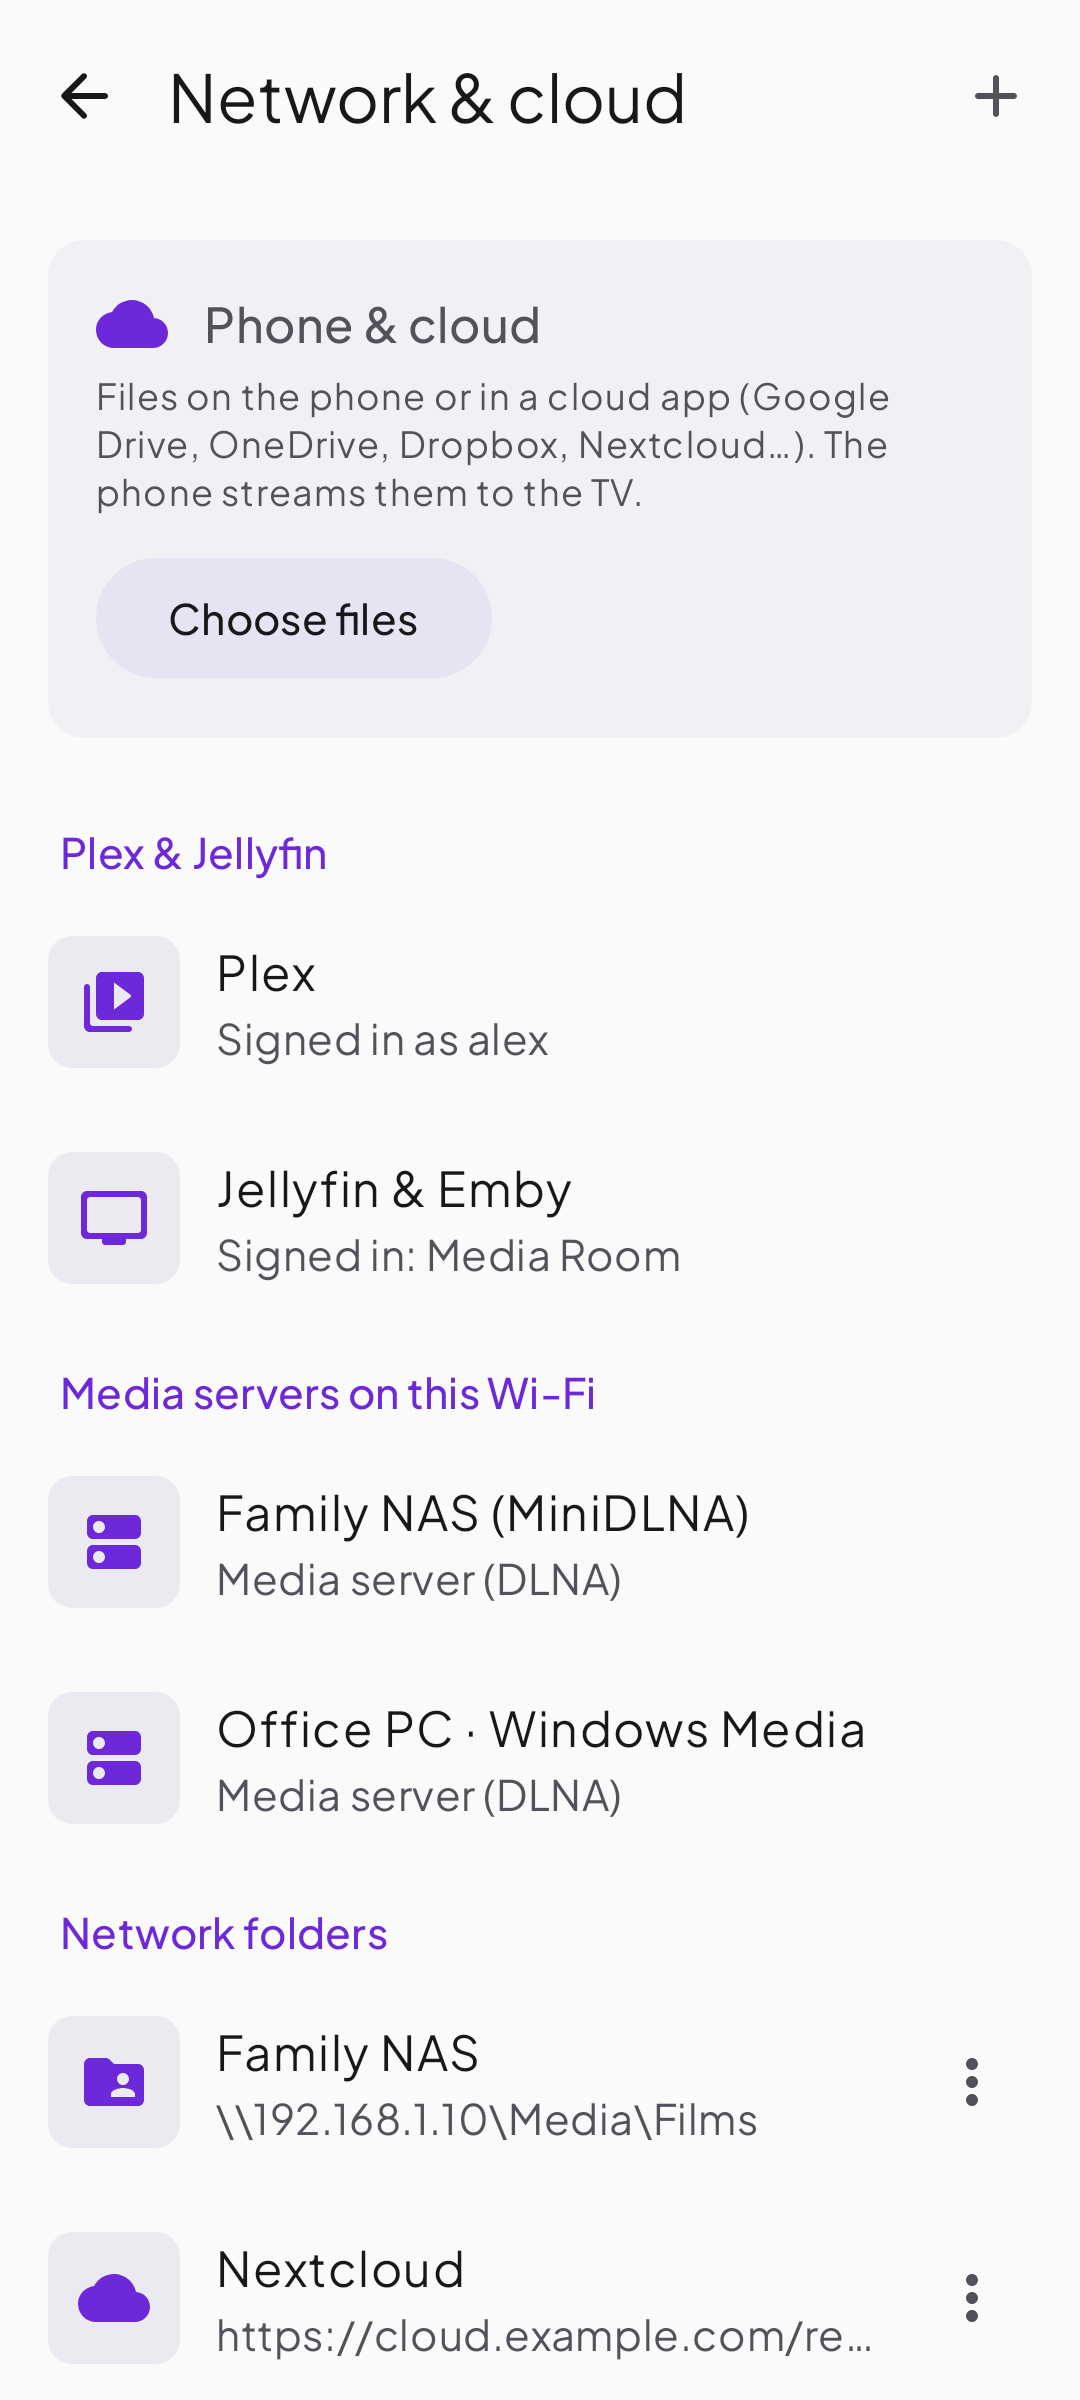 Network & cloud
Phone & cloud
Files on the phone or in a cloud app (Google
Drive, OneDrive, Dropbox, Nextcloud…). The
phone streams them to the TV.
Choose files
Plex & Jellyfin
Plex
Signed in as alex
Jellyfin & Emby
Signed in: Media Room
Media servers on this Wi-Fi
Family NAS (MiniDLNA)
Media server (DLNA)
Office PC · Windows Media
Media server (DLNA)
Network folders
Family NAS
\\192.168.1.10\Media\Films
Nextcloud
https://cloud.example.com/re…